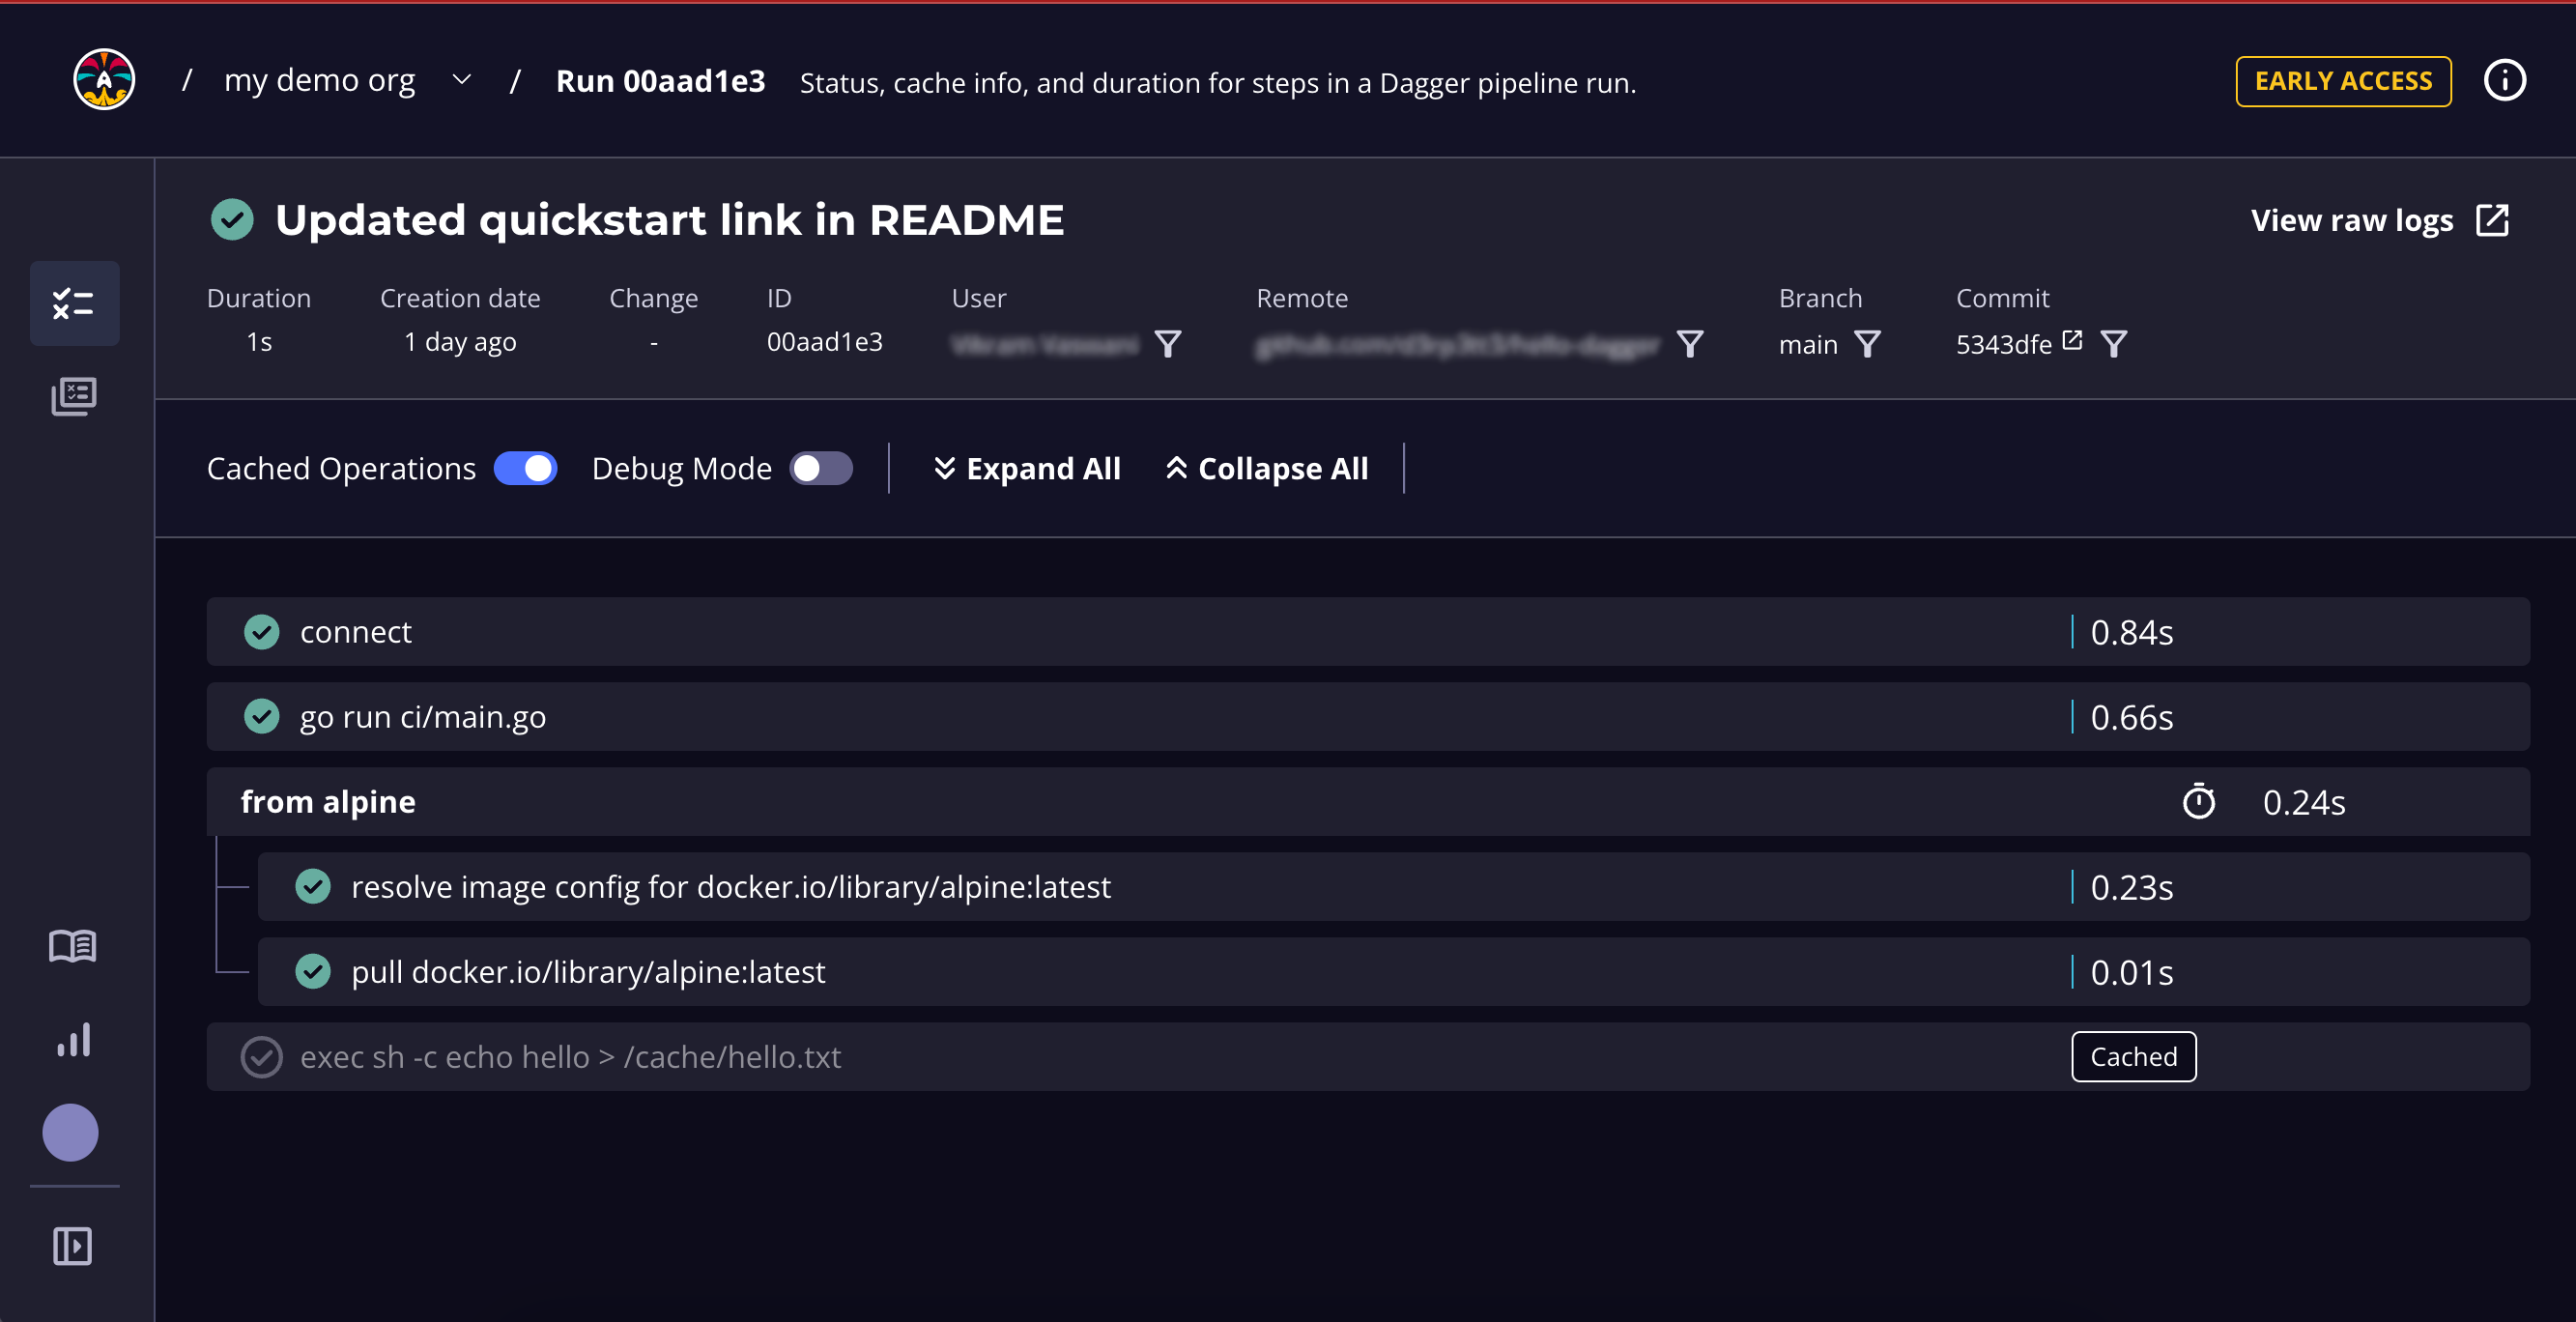 / my demo org / Run 00aad1e3 Status, cache info, and duration for steps in a Dagger pipeline run. EARLY ACCESS
Updated quickstart link in README View raw logs
Duration Creation date Change ID User Remote Branch Commit
1s 1 day ago - 00aad1e3 main 5343dfe
Cached Operations Debug Mode Expand All Collapse All
connect 0.84s
go run ci/main.go 0.66s
from alpine 0.24s
resolve image config for docker.io/library/alpine:latest 0.23s
pull docker.io/library/alpine:latest 0.01s
exec sh -c echo hello > /cache/hello.txt Cached